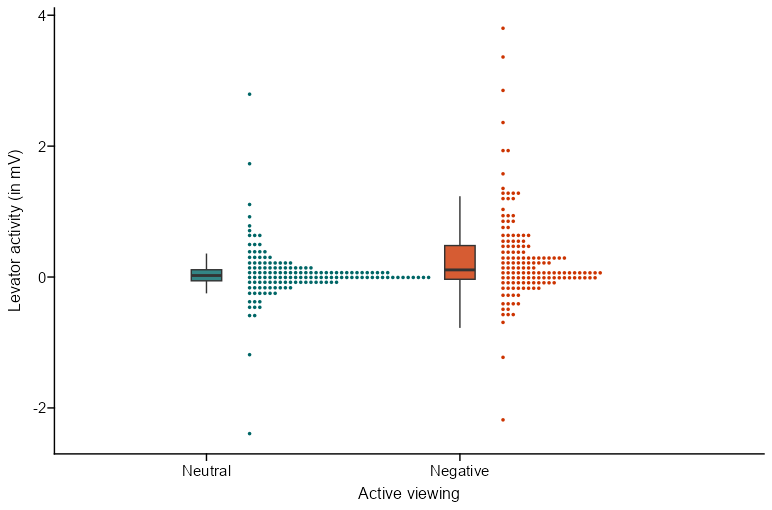 Levator activity (in mV)
4
2
0
-2
Neutral
Negative
Active viewing